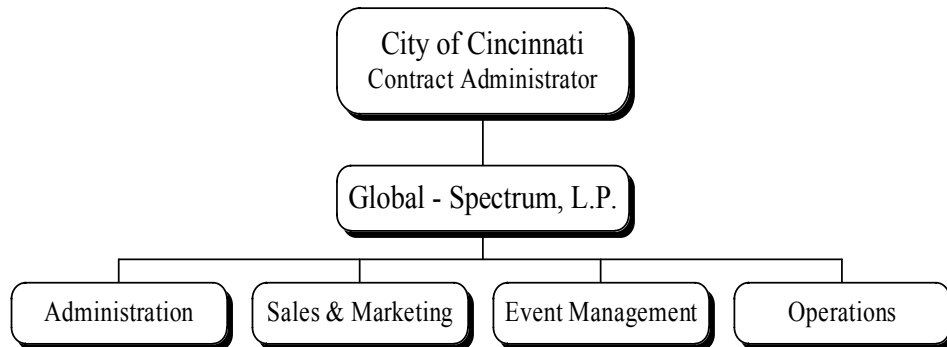 City of Cincinnati
Contract Administrator
Global - Spectrum, L.P.
Administration
Sales & Marketing
Event Management
Operations